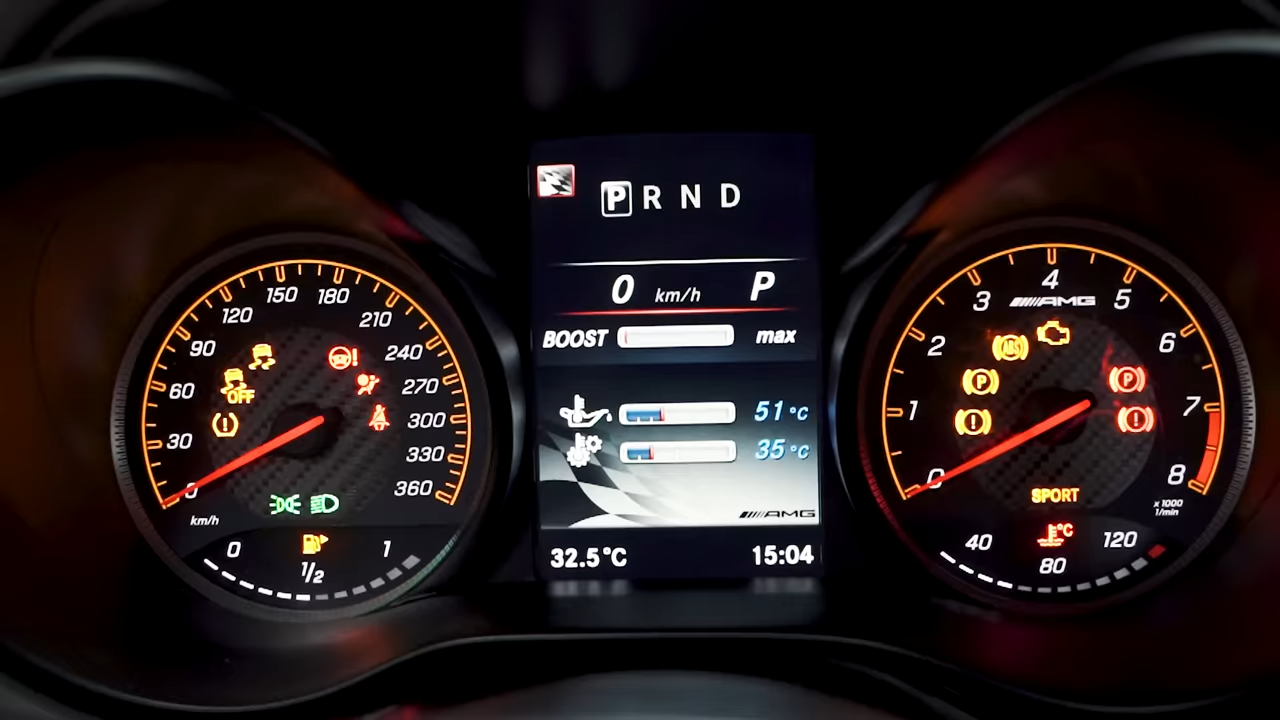 P R N D
0 km/h P
BOOST max
51 °C
35 °C
AMG
32.5 °C 15:04
0
30
60
90
120
150
180
210
240
270
300
330
360
OFF
km/h
0 1/2 1
0
1
2
3
4
5
6
7
8
AMG
ABS
P
P
SPORT
x 1000
1/min
°C
40 80 120